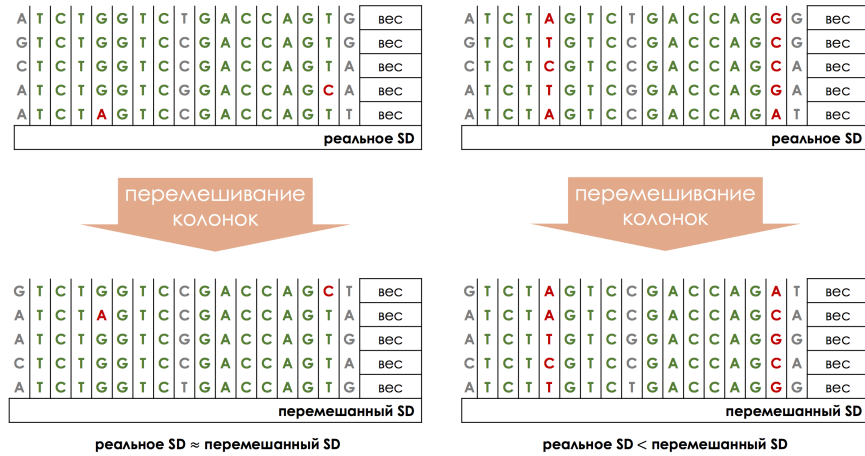 A T C T G G T C T G A C C A G T G вес
G T C T G G T C C G A C C A G T G вес
C T C T G G T C C G A C C A G T A вес
A T C T G G T C G G A C C A G C A вес
A T C T A G T C C G A C C A G T T вес
реальное SD
перемешивание
колонок
G T C T G G T C C G A C C A G C T вес
A T C T A G T C C G A C C A G T A вес
A T C T G G T C G G A C C A G T G вес
C T C T G G T C C G A C C A G T A вес
A T C T G G T C T G A C C A G T G вес
перемешанный SD
реальное SD ≈ перемешанный SD
A T C T A G T C T G A C C A G G G вес
G T C T T G T C C G A C C A G C G вес
C T C T C G T C C G A C C A G C A вес
A T C T T G T C G G A C C A G G A вес
A T C T A G T C C G A C C A G A T вес
реальное SD
перемешивание
колонок
G T C T A G T C C G A C C A G A T вес
A T C T A G T C C G A C C A G C A вес
A T C T T G T C G G A C C A G G G вес
C T C T C G T C C G A C C A G C A вес
A T C T T G T C T G A C C A G G G вес
перемешанный SD
реальное SD < перемешанный SD